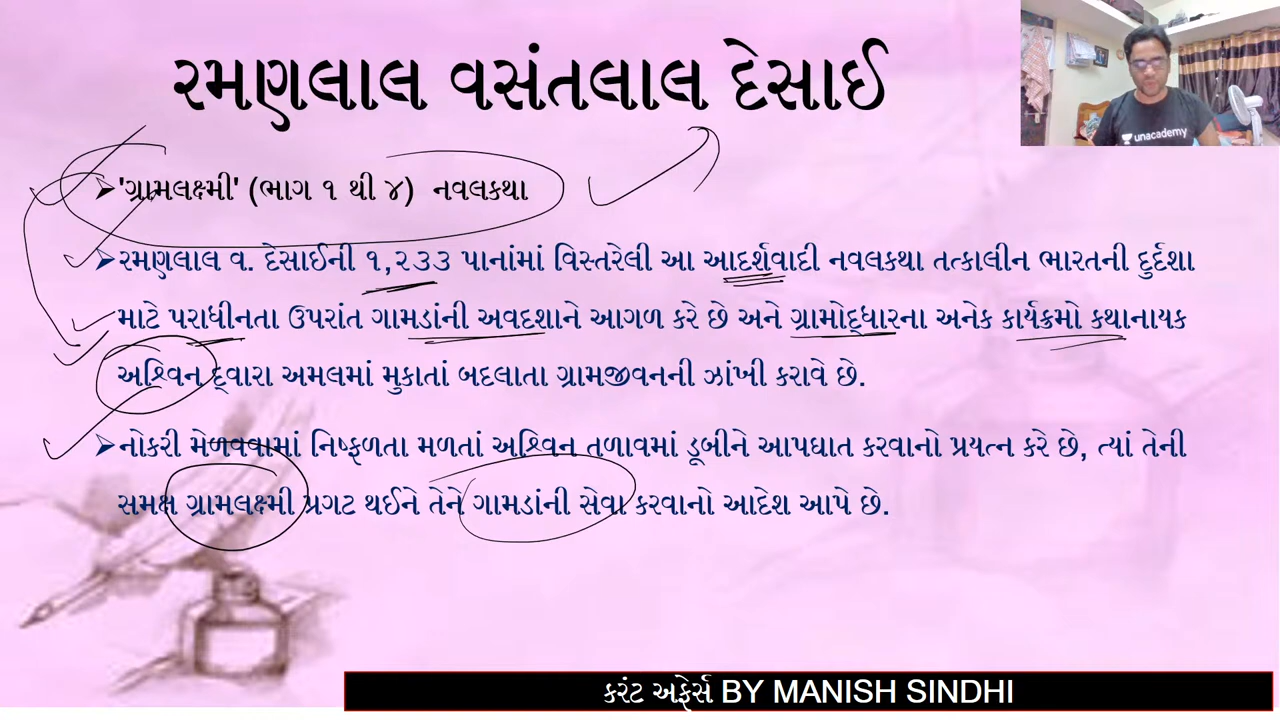 રમણલાલ વસંતલાલ દેસાઈ
unacademy
➢'ગ્રામલક્ષ્મી' (ભાગ ૧ થી ૪) નવલકથા
➢રમણલાલ વ. દેસાઈની ૧,૨૩૩ પાનાંમાં વિસ્તરેલી આ આદર્શવાદી નવલકથા તત્કાલીન ભારતની દુર્દશા
માટે પરાધીનતા ઉપરાંત ગામડાંની અવદશાને આગળ કરે છે અને ગ્રામોદ્ધારના અનેક કાર્યક્રમો કથાનાયક
અશ્વિન દ્વારા અમલમાં મુકાતાં બદલાતા ગ્રામજીવનની ઝાંખી કરાવે છે.
➢નોકરી મેળવવામાં નિષ્ફળતા મળતાં અશ્વિન તળાવમાં ડૂબીને આપઘાત કરવાનો પ્રયત્ન કરે છે, ત્યાં તેની
સમક્ષ ગ્રામલક્ષ્મી પ્રગટ થઈને તેને ગામડાંની સેવા કરવાનો આદેશ આપે છે.
કરંટ અફેર્સ BY MANISH SINDHI